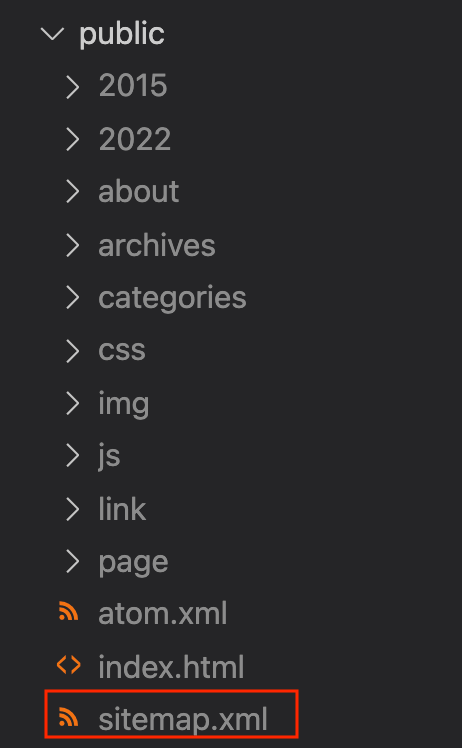 public
2015
2022
about
archives
categories
css
img
js
link
page
atom.xml
index.html
sitemap.xml